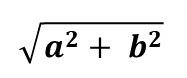 √(a² + b²)